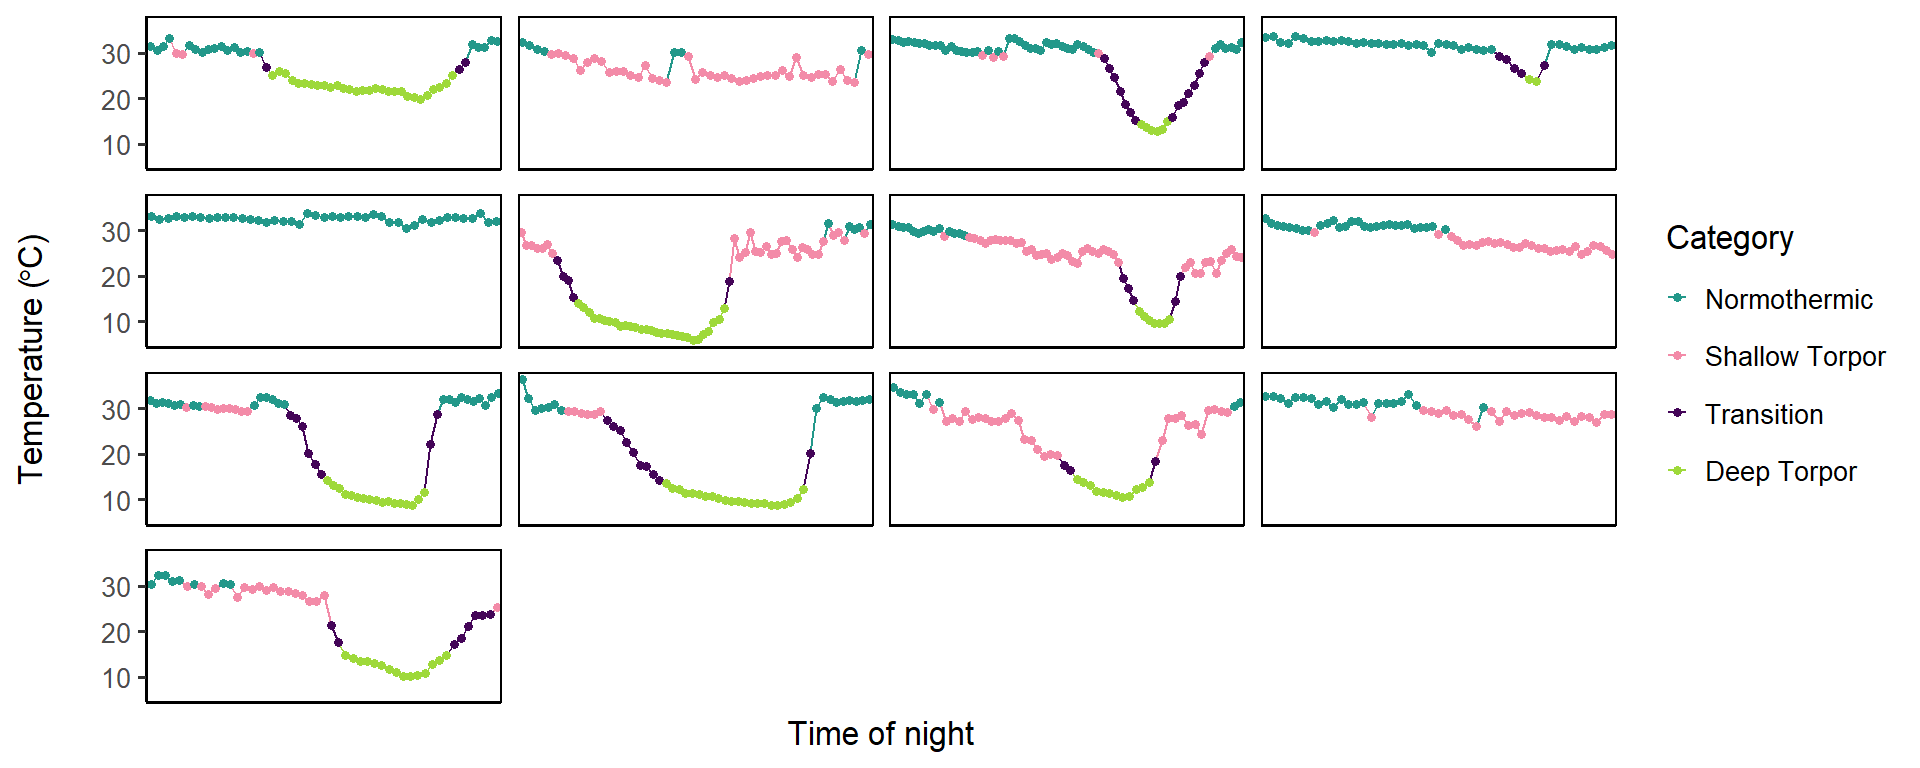 30
20
10
30
20
10
30
20
10
30
20
10
Temperature (°C)
Time of night
Category
Normothermic
Shallow Torpor
Transition
Deep Torpor